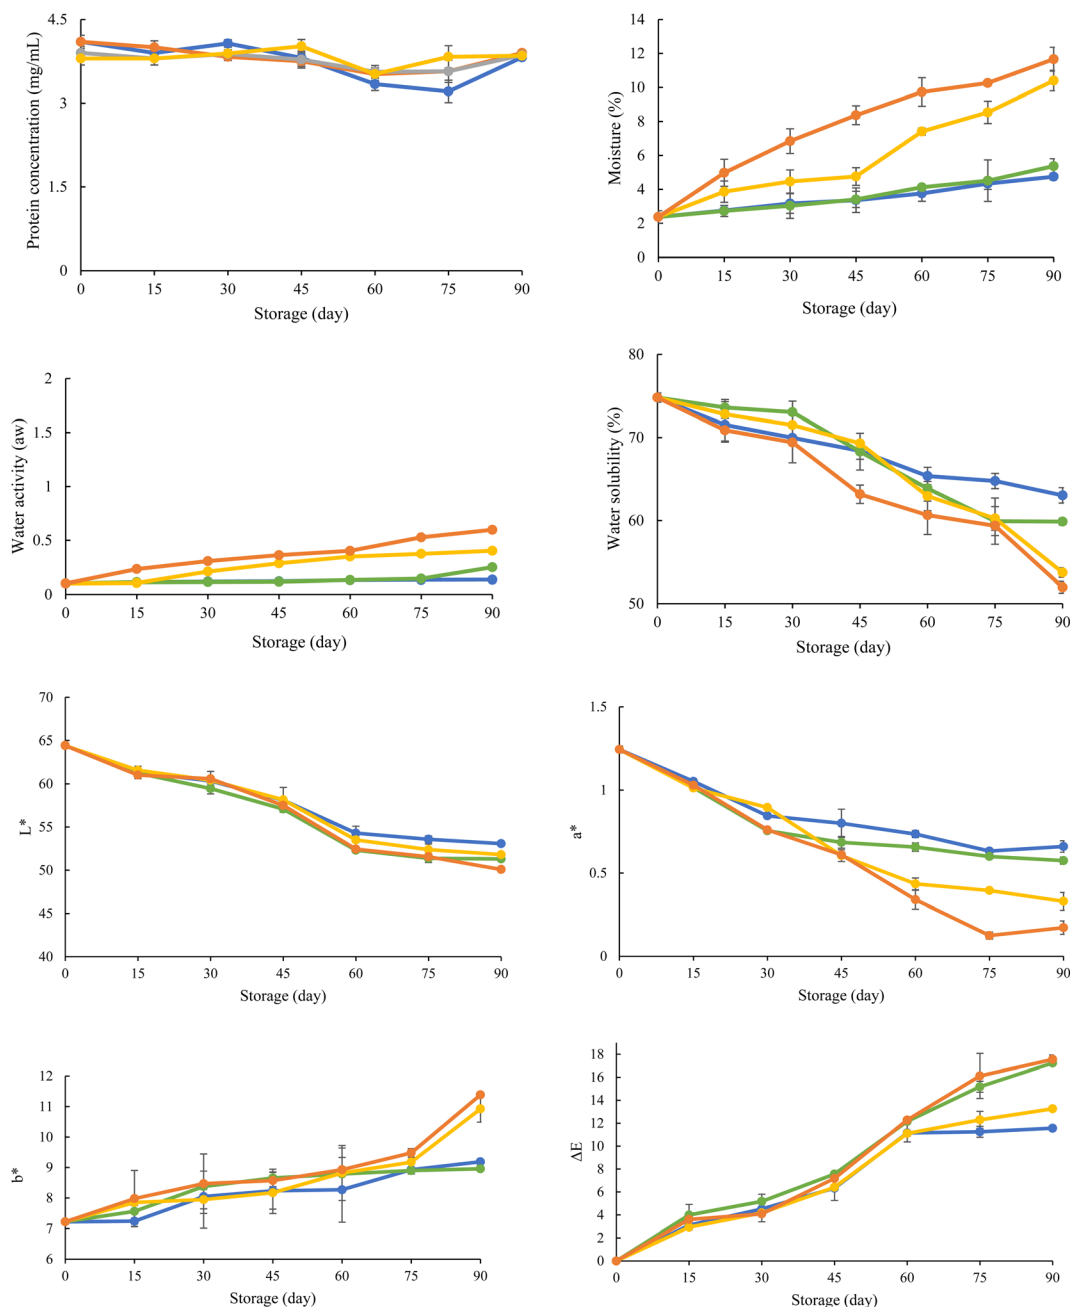 Protein concentration (mg/mL)
4.5
3
1.5
0
0 15 30 45 60 75 90
Storage (day)
Moisture (%)
14
12
10
8
6
4
2
0
0 15 30 45 60 75 90
Storage (day)
Water activity (aw)
2
1.5
1
0.5
0
0 15 30 45 60 75 90
Storage (day)
Water solubility (%)
80
70
60
50
0 15 30 45 60 75 90
Storage (day)
L*
70
65
60
55
50
45
40
0 15 30 45 60 75 90
Storage (day)
a*
1.5
1
0.5
0
0 15 30 45 60 75 90
Storage (day)
b*
12
11
10
9
8
7
6
0 15 30 45 60 75 90
Storage (day)
ΔE
18
16
14
12
10
8
6
4
2
0
0 15 30 45 60 75 90
Storage (day)